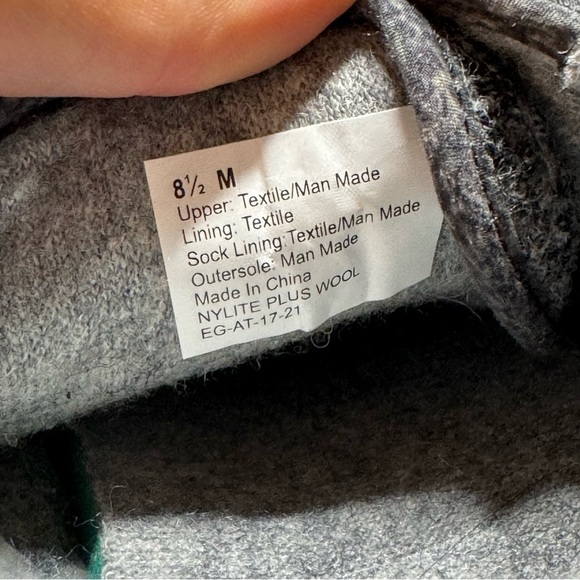 8½ M
Upper: Textile/Man Made
Lining: Textile
Sock Lining:Textile/Man Made
Outersole: Man Made
Made In China
NYLITE PLUS WOOL
EG-AT-17-21